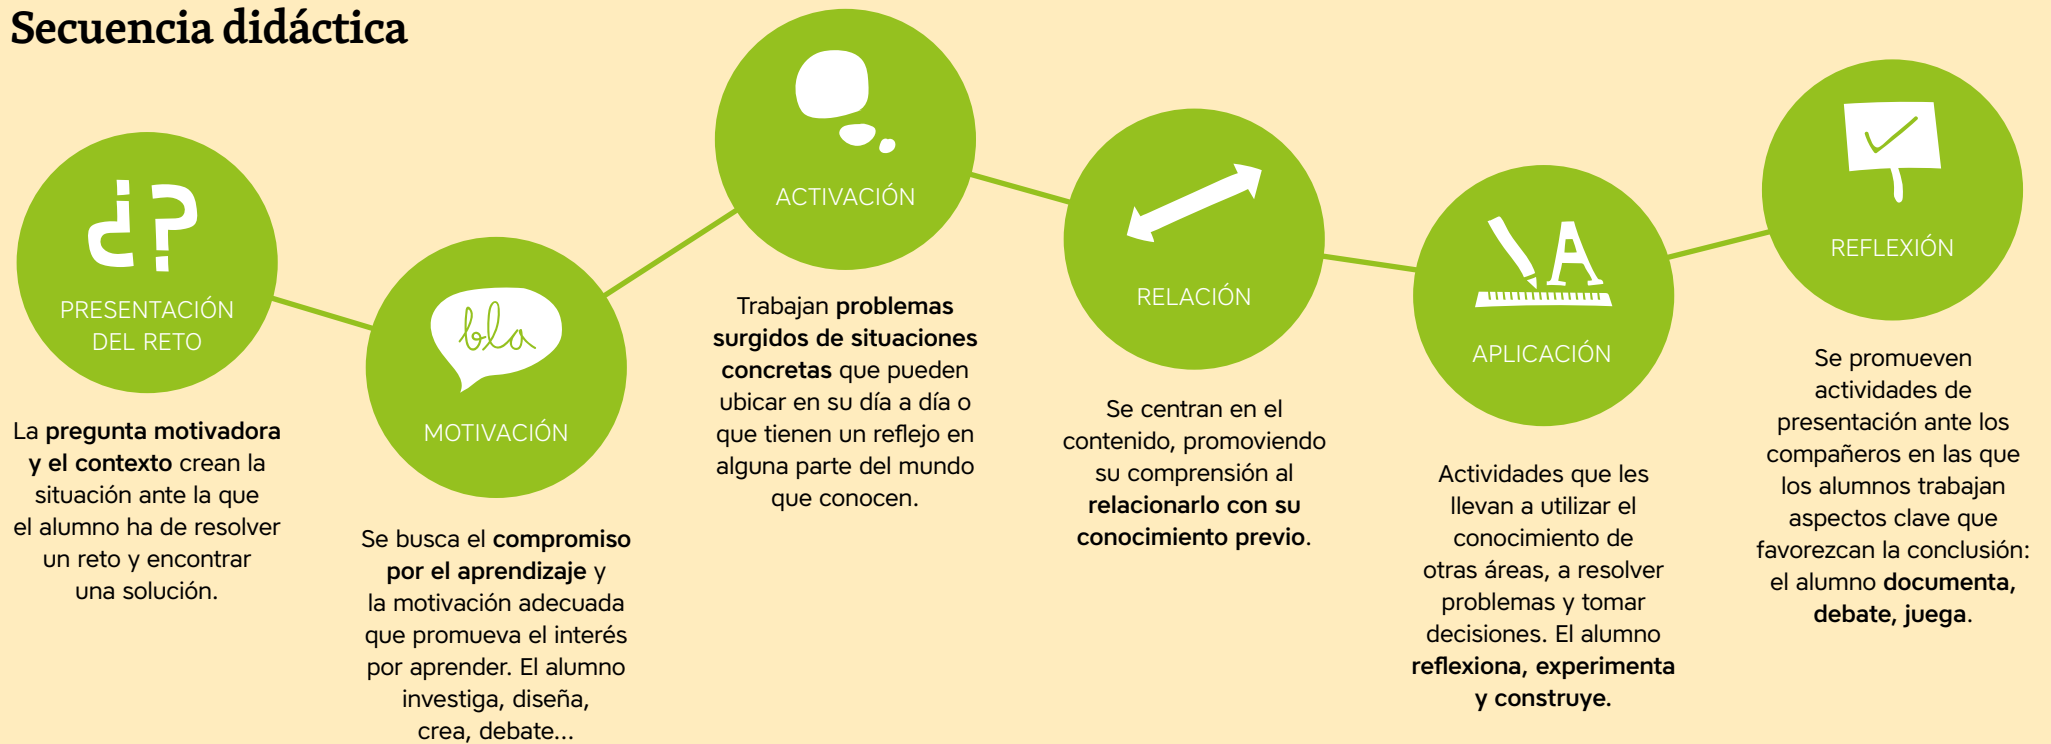 Secuencia didáctica
¿?
PRESENTACIÓN
DEL RETO
La pregunta motivadora
y el contexto crean la
situación ante la que
el alumno ha de resolver
un reto y encontrar
una solución.
bla
MOTIVACIÓN
Se busca el compromiso
por el aprendizaje y
la motivación adecuada
que promueva el interés
por aprender. El alumno
investiga, diseña,
crea, debate...
ACTIVACIÓN
Trabajan problemas
surgidos de situaciones
concretas que pueden
ubicar en su día a día o
que tienen un reflejo en
alguna parte del mundo
que conocen.
RELACIÓN
Se centran en el
contenido, promoviendo
su comprensión al
relacionarlo con su
conocimiento previo.
A
APLICACIÓN
Actividades que les
llevan a utilizar el
conocimiento de
otras áreas, a resolver
problemas y tomar
decisiones. El alumno
reflexiona, experimenta
y construye.
REFLEXIÓN
Se promueven
actividades de
presentación ante los
compañeros en las que
los alumnos trabajan
aspectos clave que
favorezcan la conclusión:
el alumno documenta,
debate, juega.